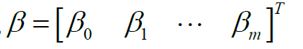 . β = [β₀ β₁ ⋯ βₘ]ᵀ